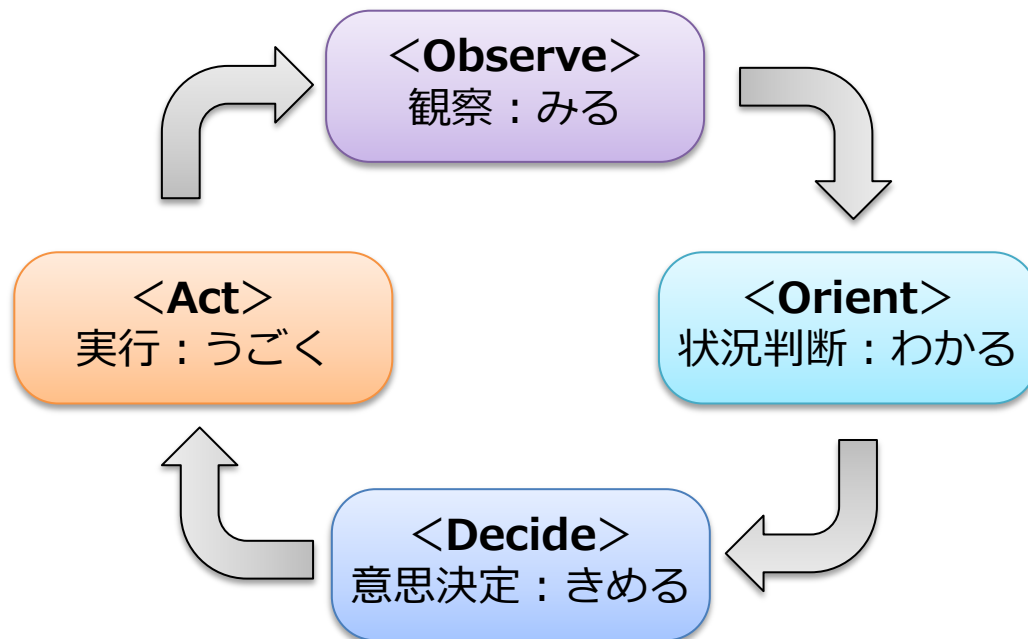 ＜Observe＞
観察：みる
＜Act＞
実行：うごく
＜Orient＞
状況判断：わかる
＜Decide＞
意思決定：きめる